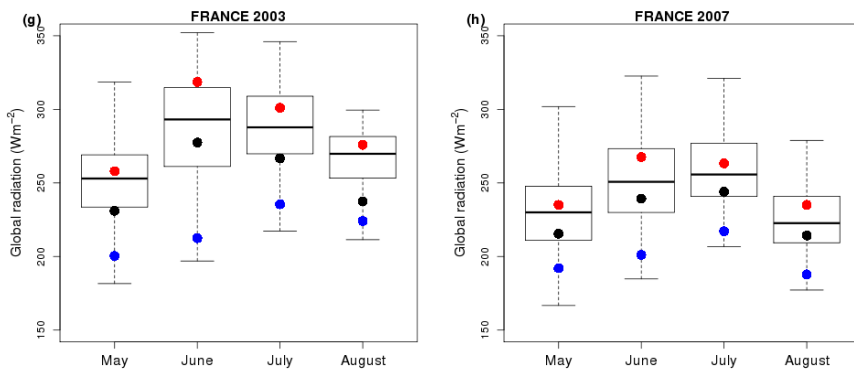 (g) FRANCE 2003
Global radiation (Wm⁻²)
350
300
250
200
150
May June July August
(h) FRANCE 2007
Global radiation (Wm⁻²)
350
300
250
200
150
May June July August